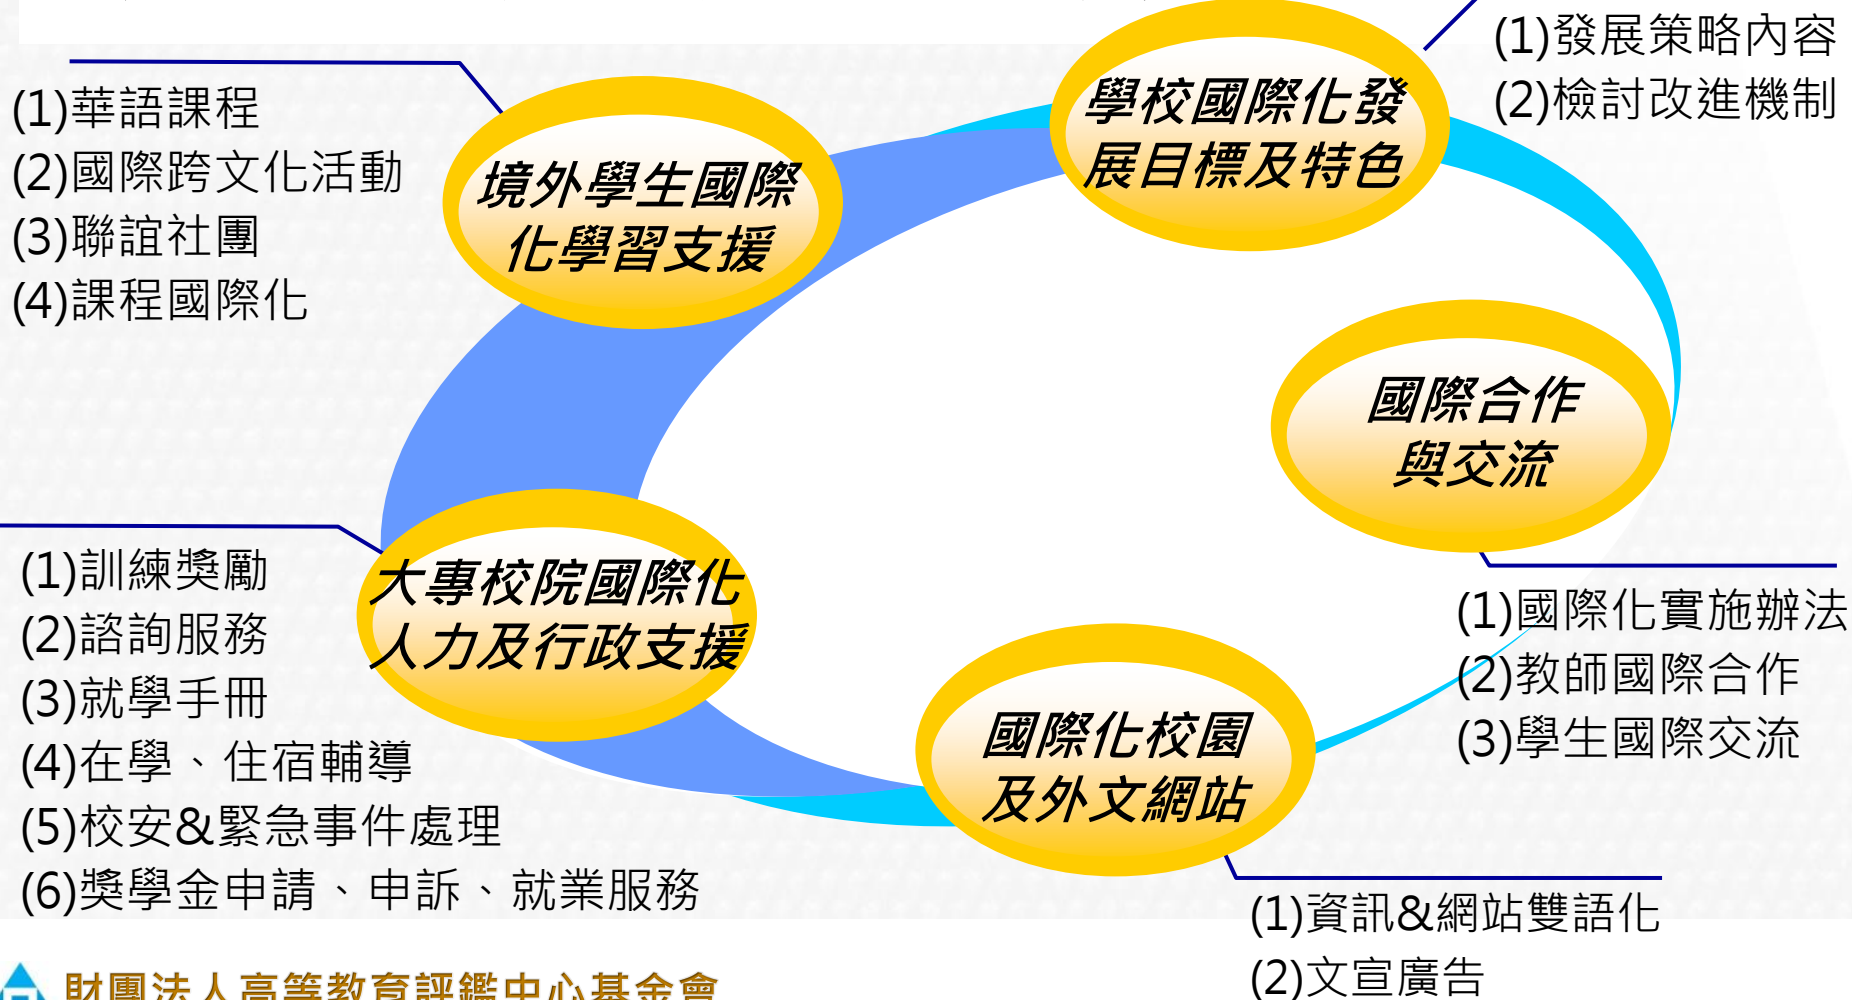 (1)發展策略內容
(2)檢討改進機制
學校國際化發
展目標及特色
(1)華語課程
(2)國際跨文化活動
(3)聯誼社團
(4)課程國際化
境外學生國際
化學習支援
國際合作
與交流
(1)國際化實施辦法
(2)教師國際合作
(3)學生國際交流
(1)訓練獎勵
(2)諮詢服務
(3)就學手冊
(4)在學、住宿輔導
(5)校安&緊急事件處理
(6)獎學金申請、申訴、就業服務
大專校院國際化
人力及行政支援
國際化校園
及外文網站
(1)資訊&網站雙語化
(2)文宣廣告
財團法人高等教育評鑑中心基金會